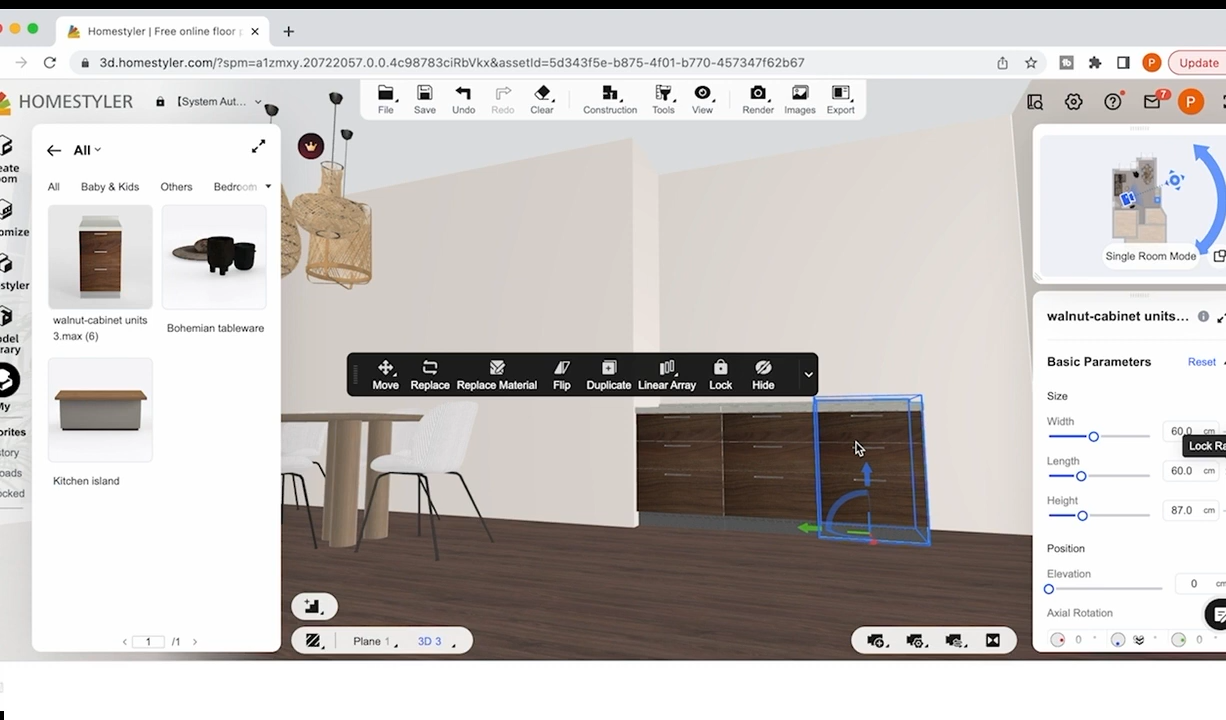 Homestyler | Free online floor p
3d.homestyler.com/?spm=a1zmxy.20722057.0.0.4c98783ciRbVkx&assetId=5d343f5e-b875-4f01-b770-457347f62b67
P
Update
HOMESTYLER
【System Aut...
File
Save
Undo
Redo
Clear
Construction
Tools
View
Render
Images
Export
7
P
All
All
Baby & Kids
Others
Bedroom
walnut-cabinet units
3.max (6)
Bohemian tableware
Kitchen island
1 /1
eate
oom
omize
styler
odel
rary
My
orites
story
oads
ocked
Move
Replace
Replace Material
Flip
Duplicate
Linear Array
Lock
Hide
Plane 1
3D 3
Single Room Mode
walnut-cabinet units...
Basic Parameters
Reset
Size
Width
60.0 cm
Lock Ra
Length
60.0 cm
Height
87.0 cm
Position
Elevation
0 cm
Axial Rotation
0 °
0 °